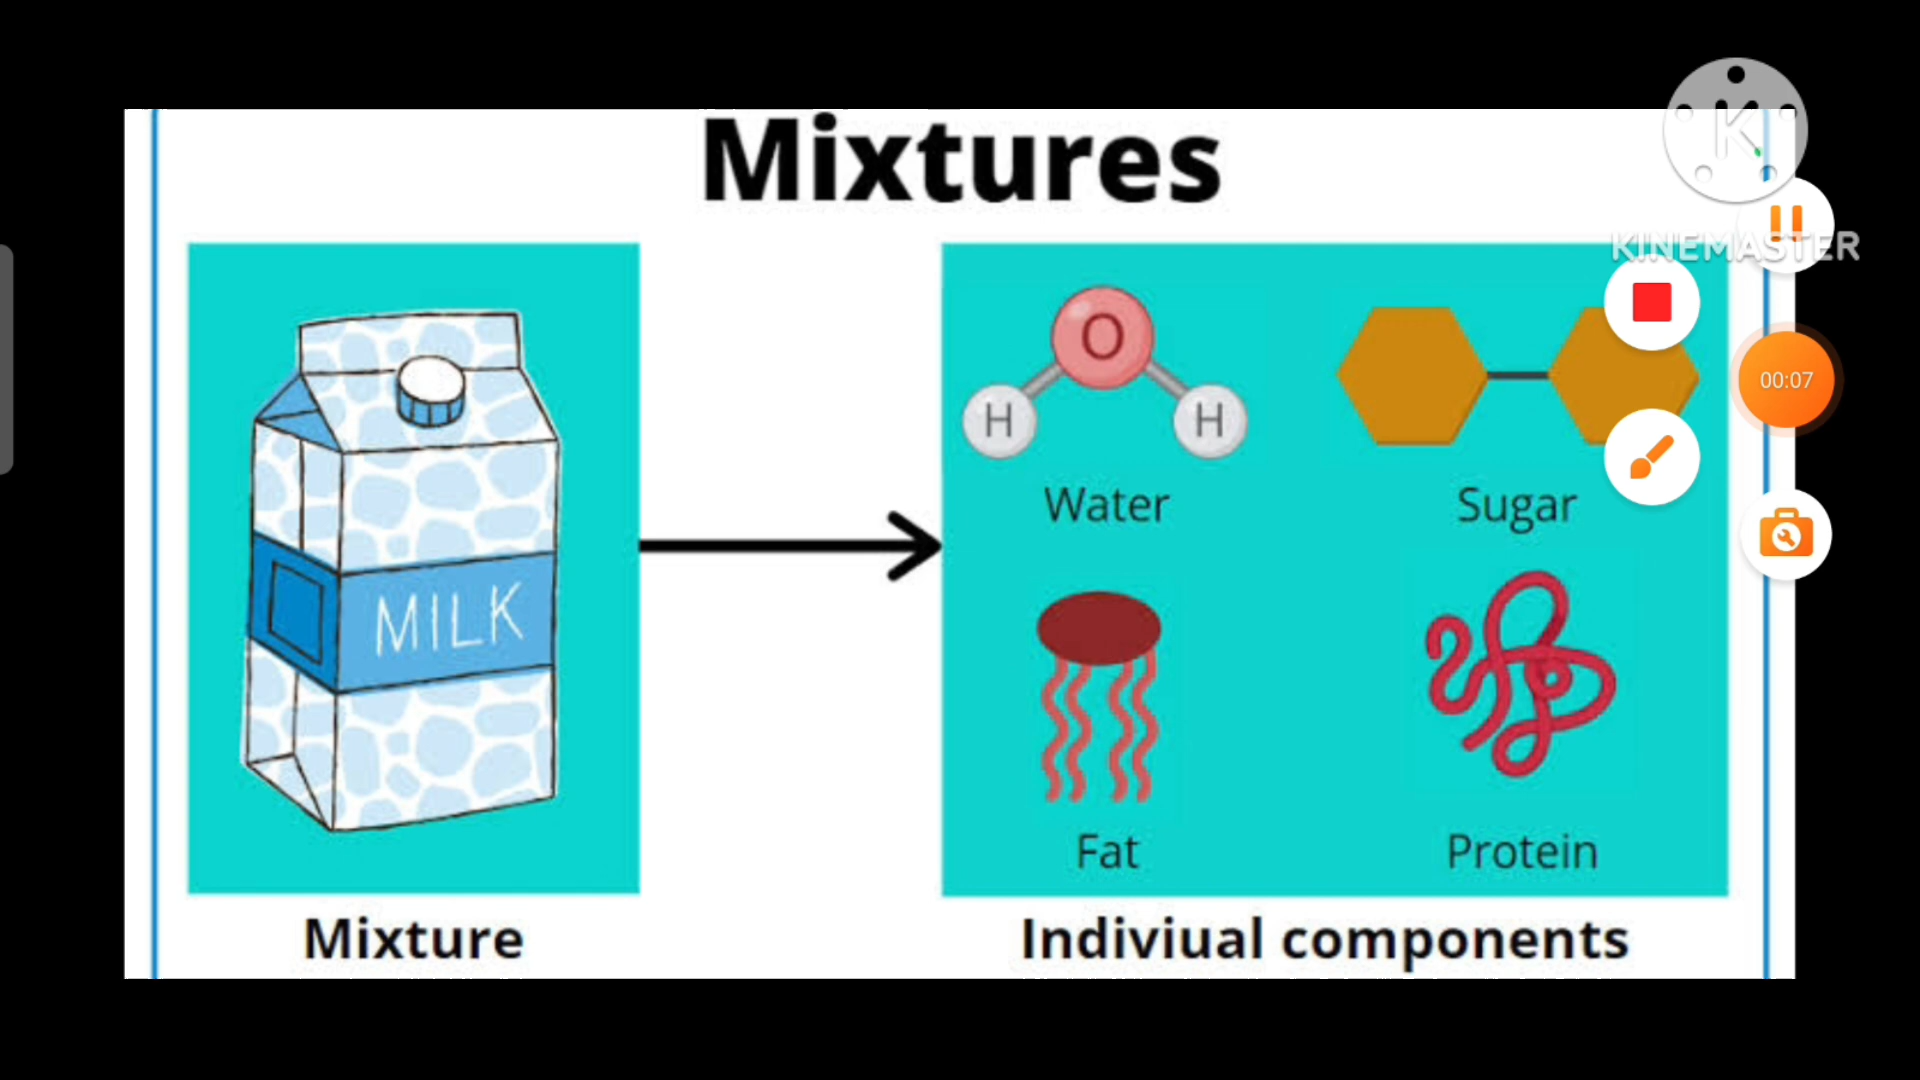 Mixtures
K
KINEMASTER
O
H H
00:07
Water Sugar
MILK
Fat Protein
Mixture Indiviual components